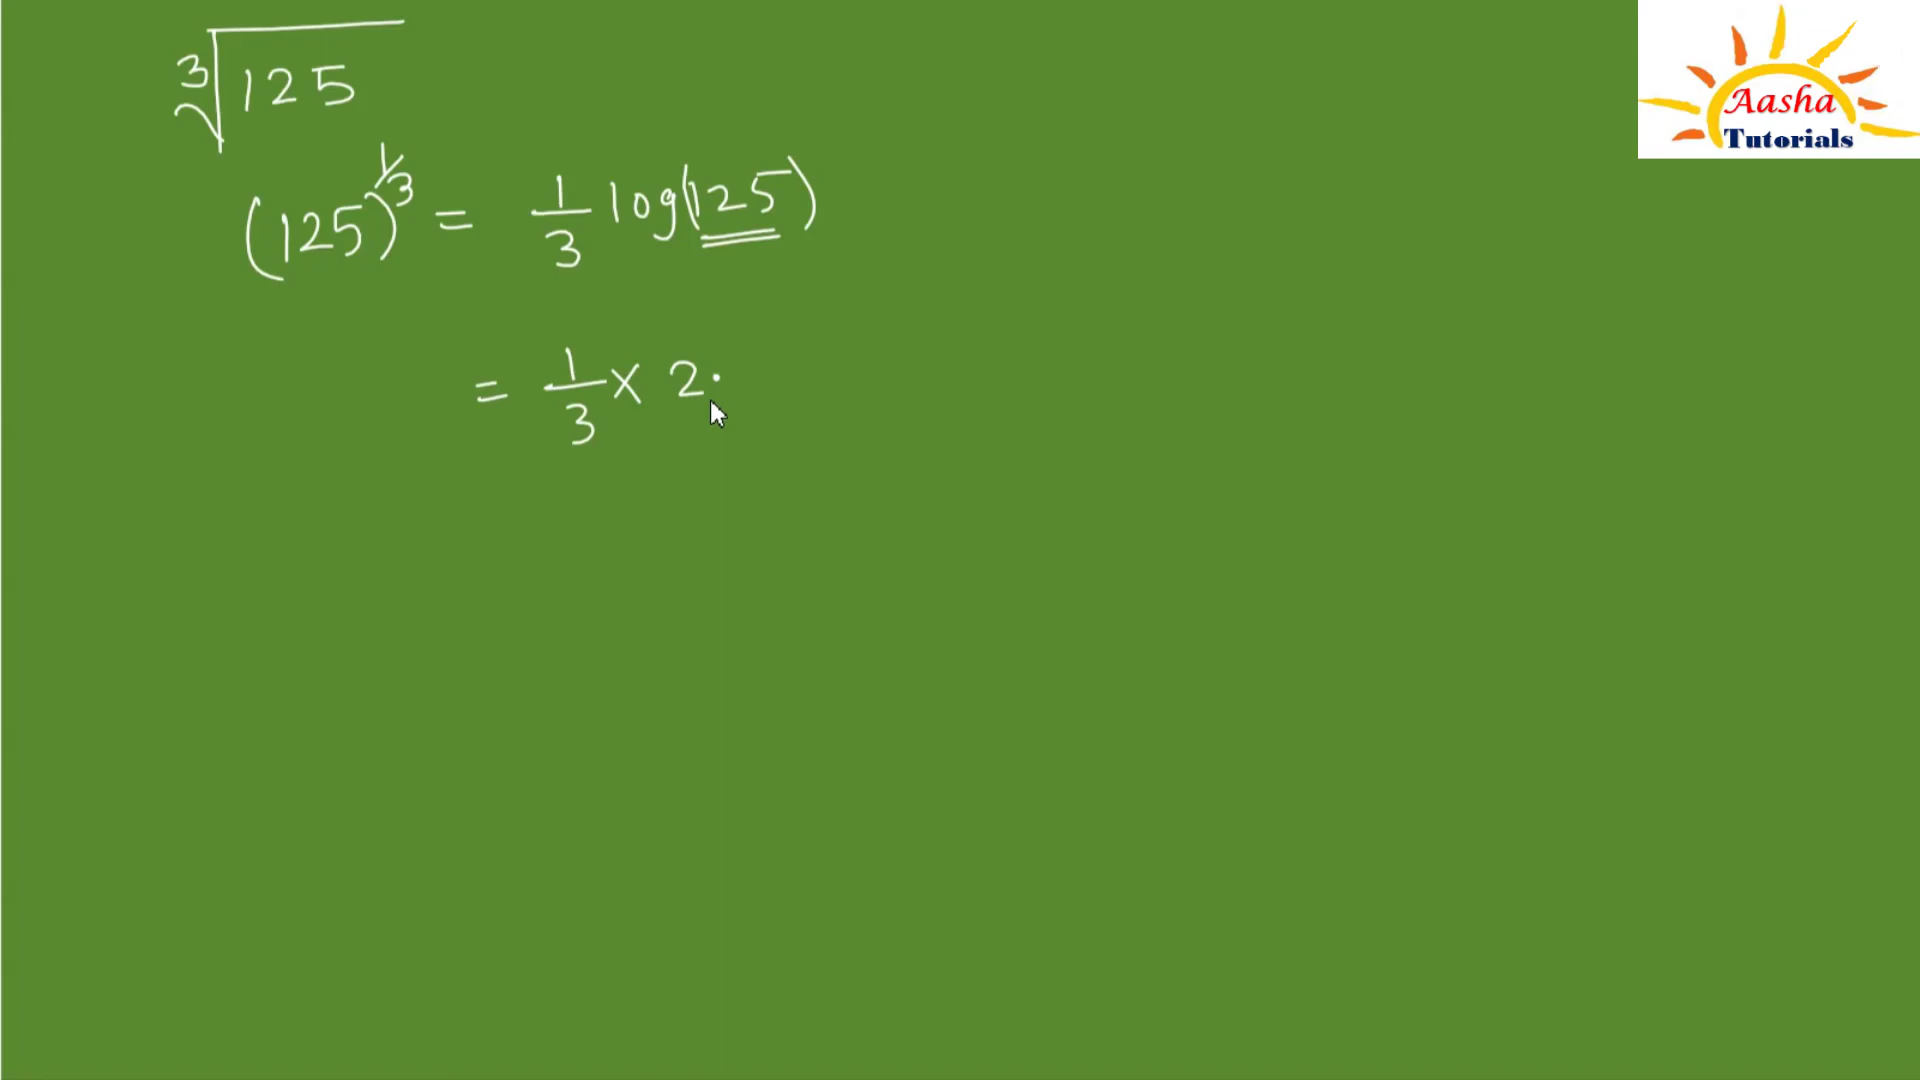 ∛125
(125)^1/3 = 1/3 log(125)
= 1/3 × 2.
Aasha
Tutorials